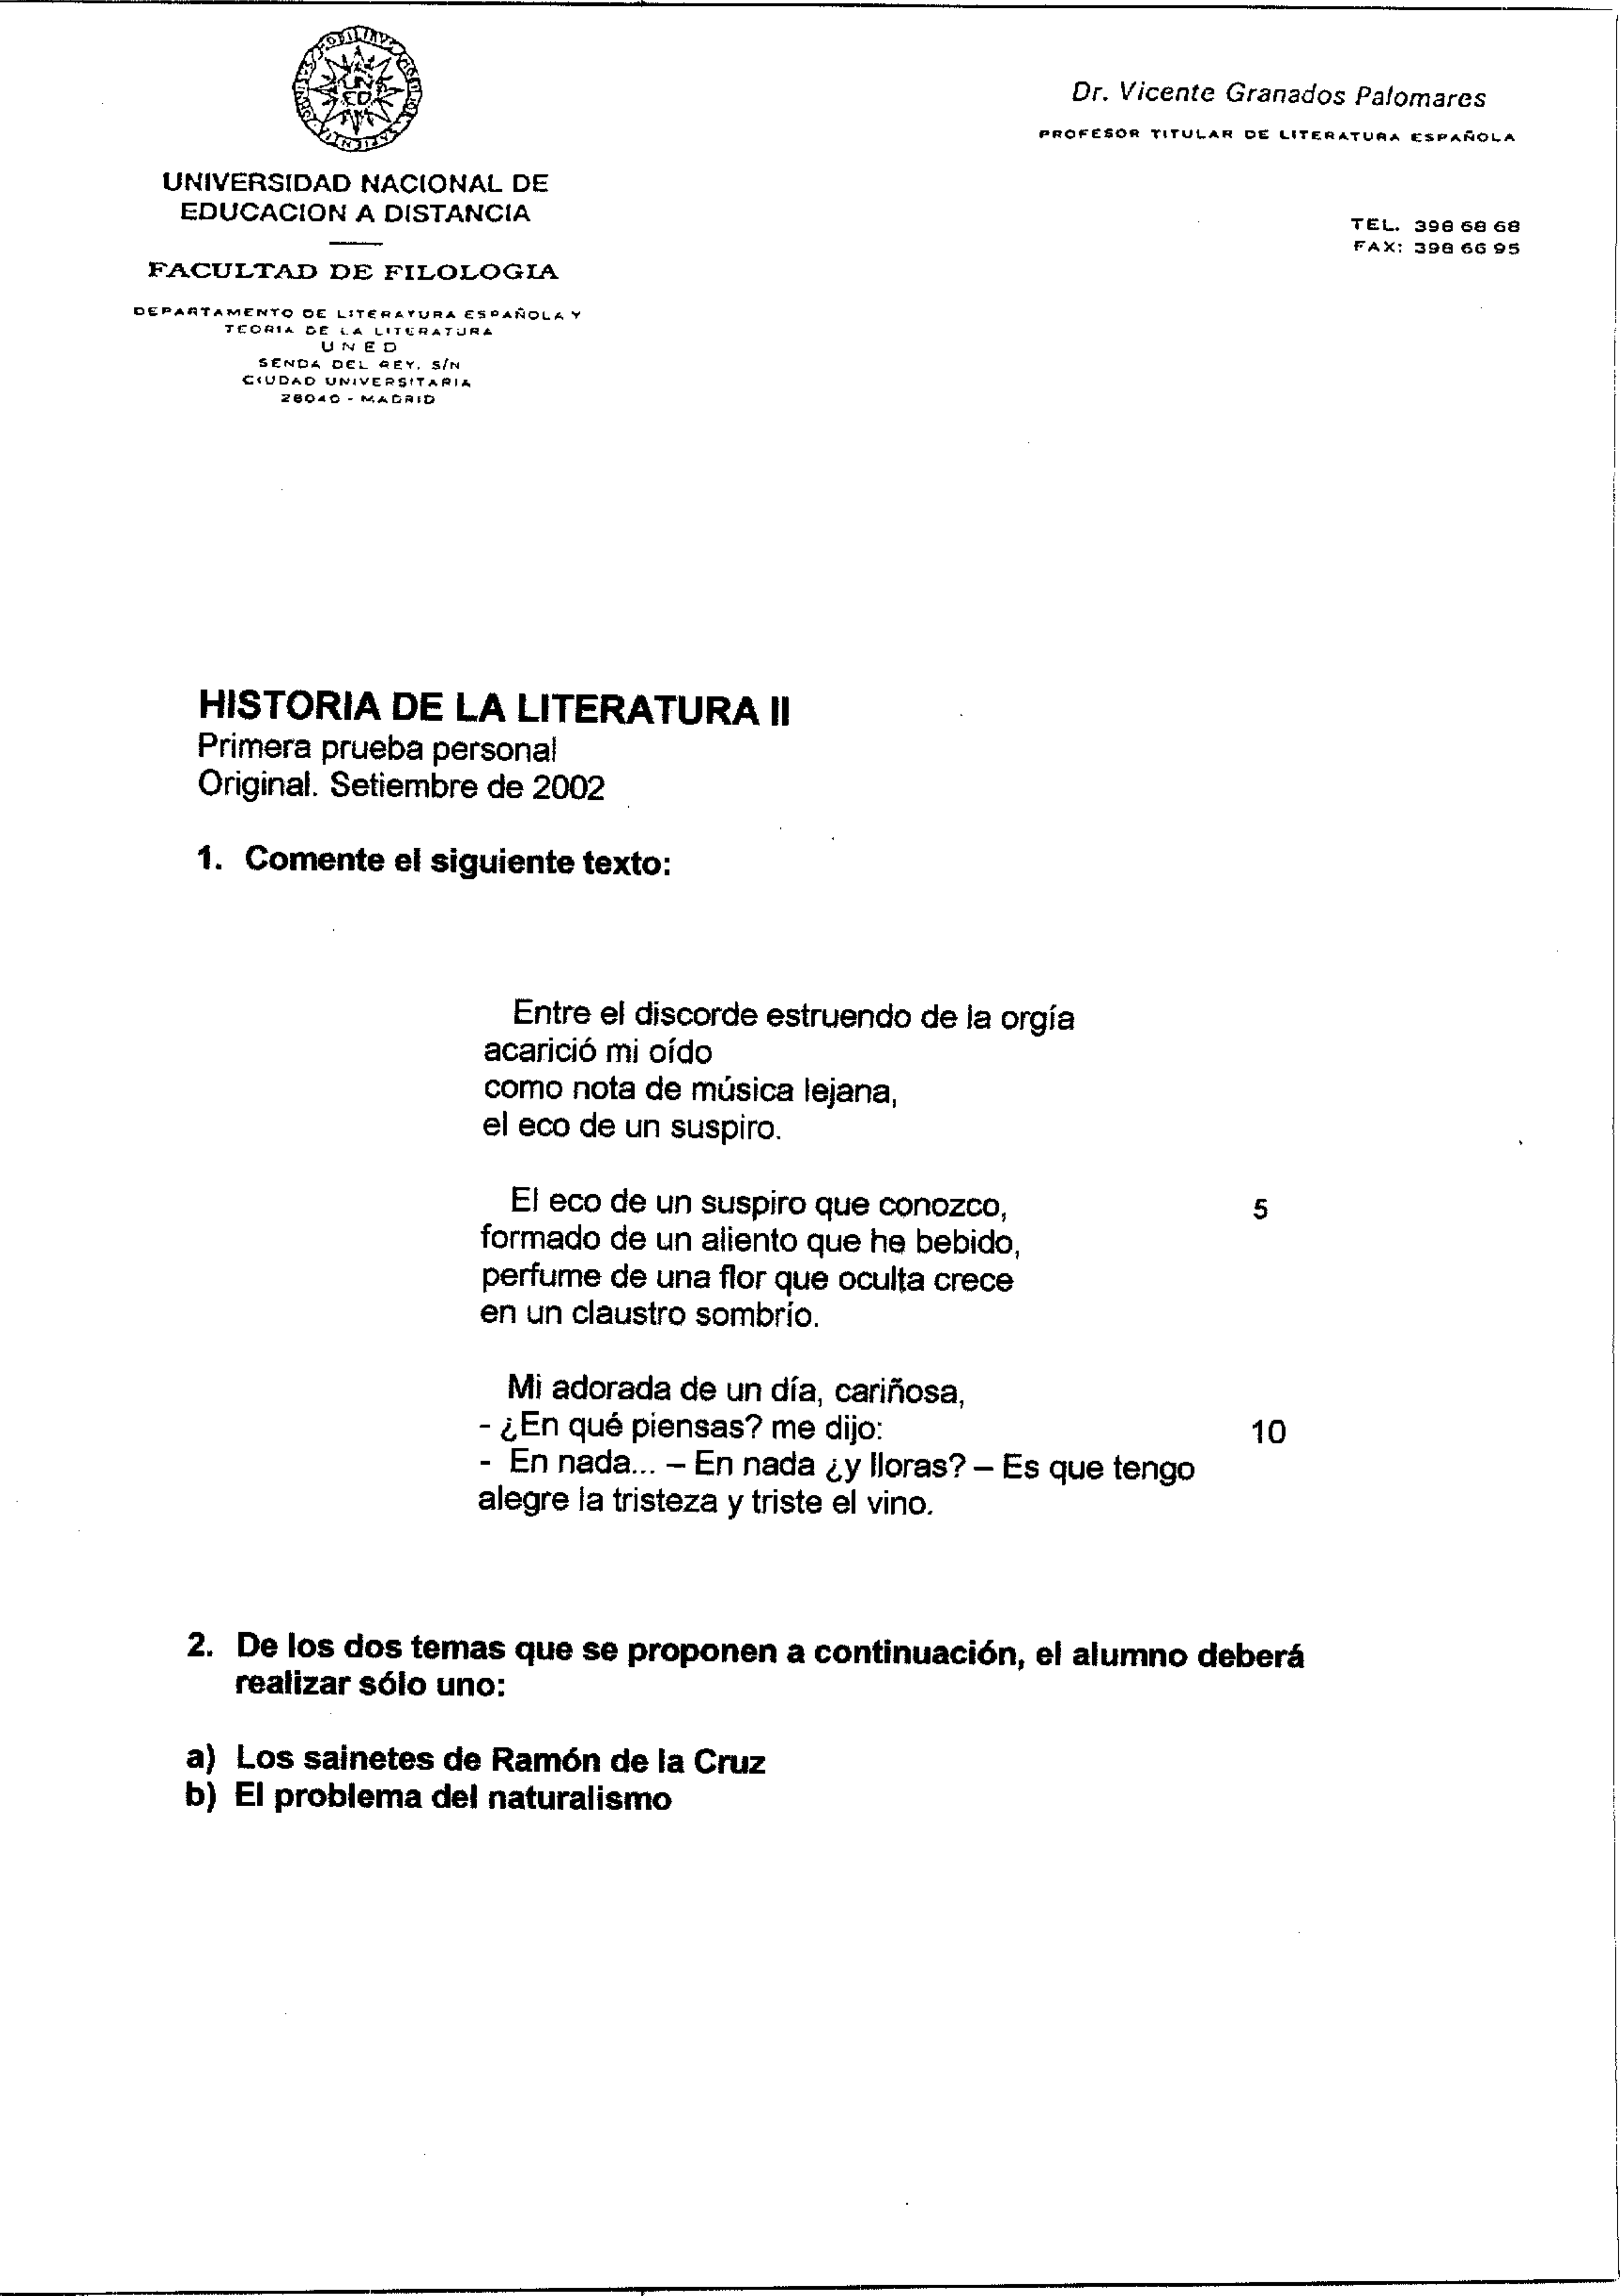 UNED
UNIVERSIDAD NACIONAL DE
EDUCACION A DISTANCIA
FACULTAD DE FILOLOGIA
DEPARTAMENTO DE LITERATURA ESPAÑOLA Y
TEORIA DE LA LITERATURA
UNED
SENDA DEL REY, S/N
CIUDAD UNIVERSITARIA
28040 - MADRID
Dr. Vicente Granados Palomares
PROFESOR TITULAR DE LITERATURA ESPAÑOLA
TEL. 398 68 68
FAX: 398 66 95
HISTORIA DE LA LITERATURA II
Primera prueba personal
Original. Setiembre de 2002
1. Comente el siguiente texto:
Entre el discorde estruendo de la orgía
acarició mi oído
como nota de música lejana,
el eco de un suspiro.
El eco de un suspiro que conozco, 5
formado de un aliento que he bebido,
perfume de una flor que oculta crece
en un claustro sombrío.
Mi adorada de un día, cariñosa,
- ¿En qué piensas? me dijo: 10
- En nada... – En nada ¿y lloras? – Es que tengo
alegre la tristeza y triste el vino.
2. De los dos temas que se proponen a continuación, el alumno deberá
realizar sólo uno:
a) Los sainetes de Ramón de la Cruz
b) El problema del naturalismo